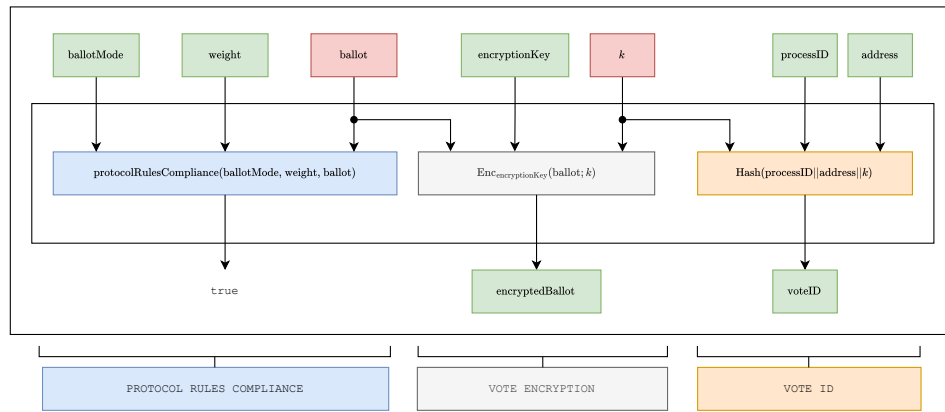 ballotMode
weight
ballot
encryptionKey
k
processID
address
protocolRulesCompliance(ballotMode, weight, ballot)
Enc_encryptionKey(ballot; k)
Hash(processID||address||k)
true
encryptedBallot
voteID
PROTOCOL RULES COMPLIANCE
VOTE ENCRYPTION
VOTE ID